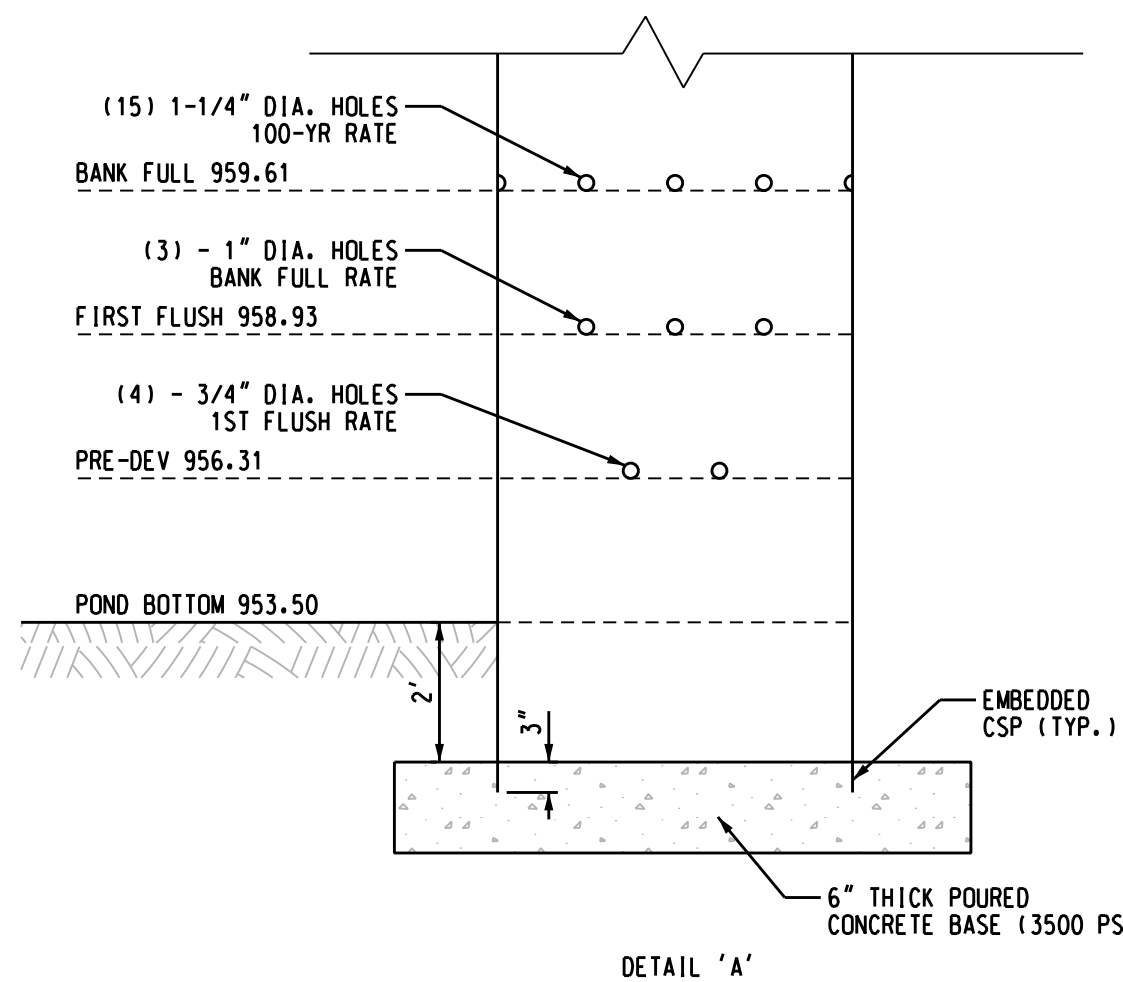 (15) 1-1/4" DIA. HOLES
100-YR RATE
BANK FULL 959.61
(3) - 1" DIA. HOLES
BANK FULL RATE
FIRST FLUSH 958.93
(4) - 3/4" DIA. HOLES
1ST FLUSH RATE
PRE-DEV 956.31
POND BOTTOM 953.50
2'
3"
EMBEDDED
CSP (TYP.)
6" THICK POURED
CONCRETE BASE (3500 PS
DETAIL 'A'